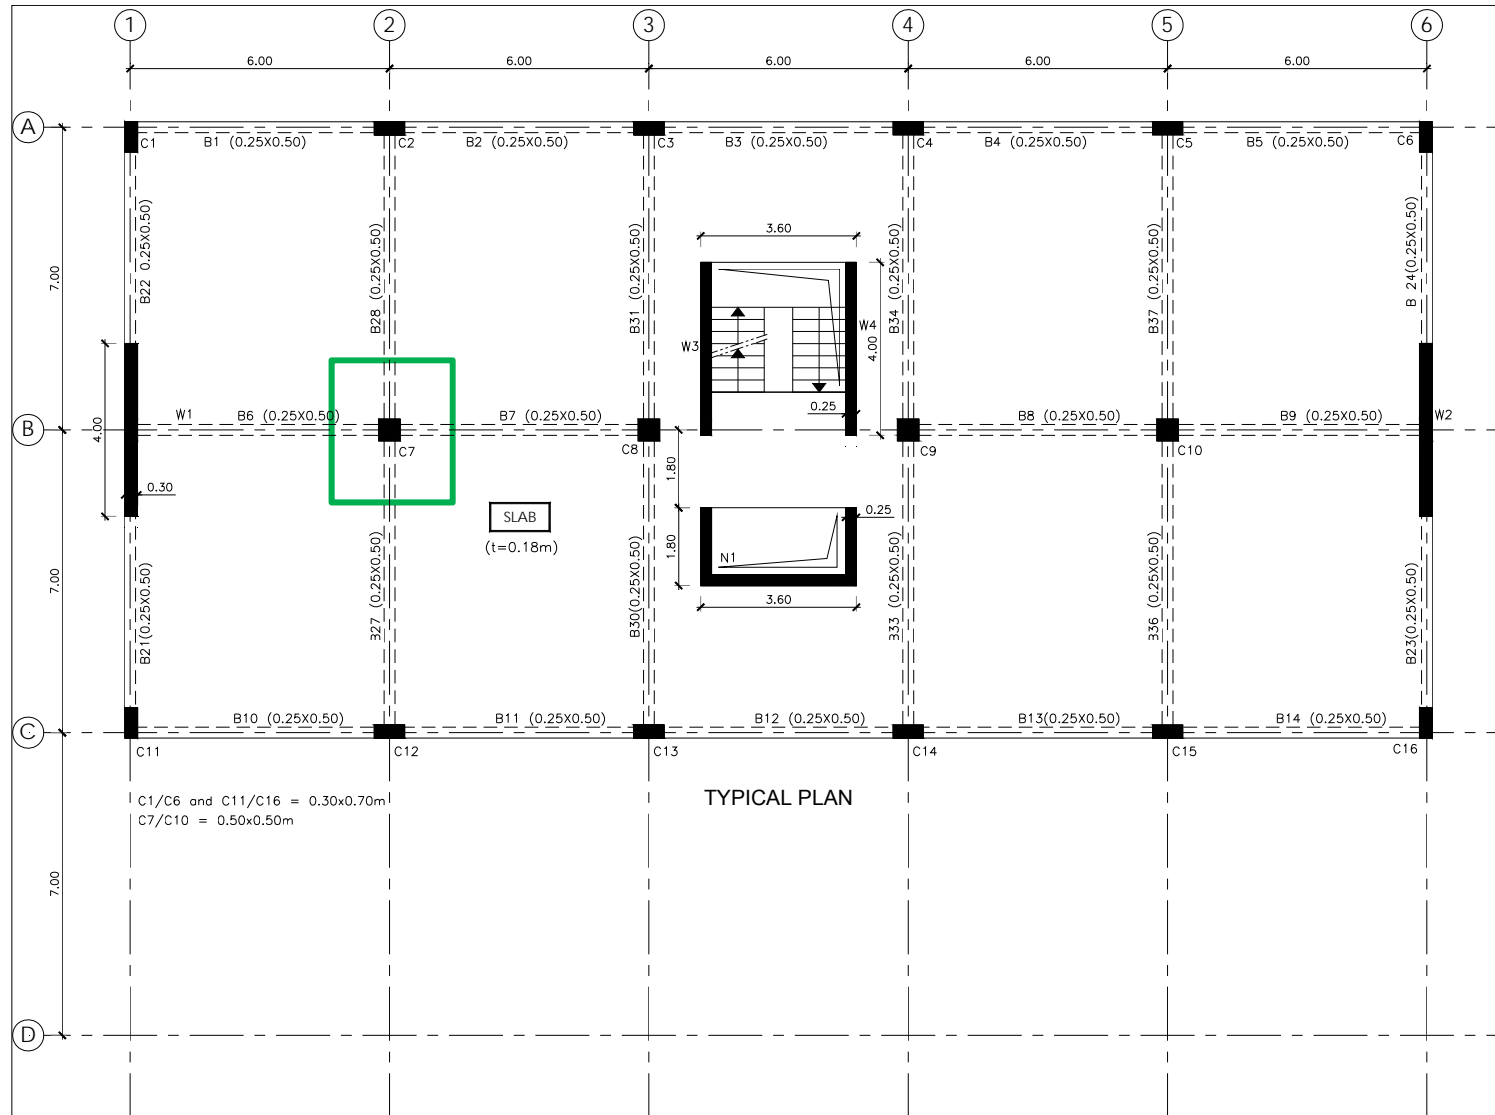 1 2 3 4 5 6
6.00 6.00 6.00 6.00 6.00
A
C1 B1 (0.25X0.50) C2 B2 (0.25X0.50) C3 B3 (0.25X0.50) C4 B4 (0.25X0.50) C5 B5 (0.25X0.50) C6
7.00
B22 0.25X0.50)
B28 (0.25X0.50)
B31 (0.25X0.50)
3.60
B34 (0.25X0.50)
B37 (0.25X0.50)
B 24(0.25X0.50)
W3
W4
4.00
0.25
B
4.00
W1 B6 (0.25X0.50) B7 (0.25X0.50) B8 (0.25X0.50) B9 (0.25X0.50) W2
C7 C8 C9 C10
0.30
1.80
SLAB
(t=0.18m)
0.25
7.00
B21(0.25X0.50)
B27 (0.25X0.50)
B30(0.25X0.50)
1.80
N1
3.60
B33 (0.25X0.50)
B36 (0.25X0.50)
B23(0.25X0.50)
B10 (0.25X0.50) B11 (0.25X0.50) B12 (0.25X0.50) B13(0.25X0.50) B14 (0.25X0.50)
C
C11 C12 C13 C14 C15 C16
C1/C6 and C11/C16 = 0.30x0.70m
TYPICAL PLAN
C7/C10 = 0.50x0.50m
7.00
D